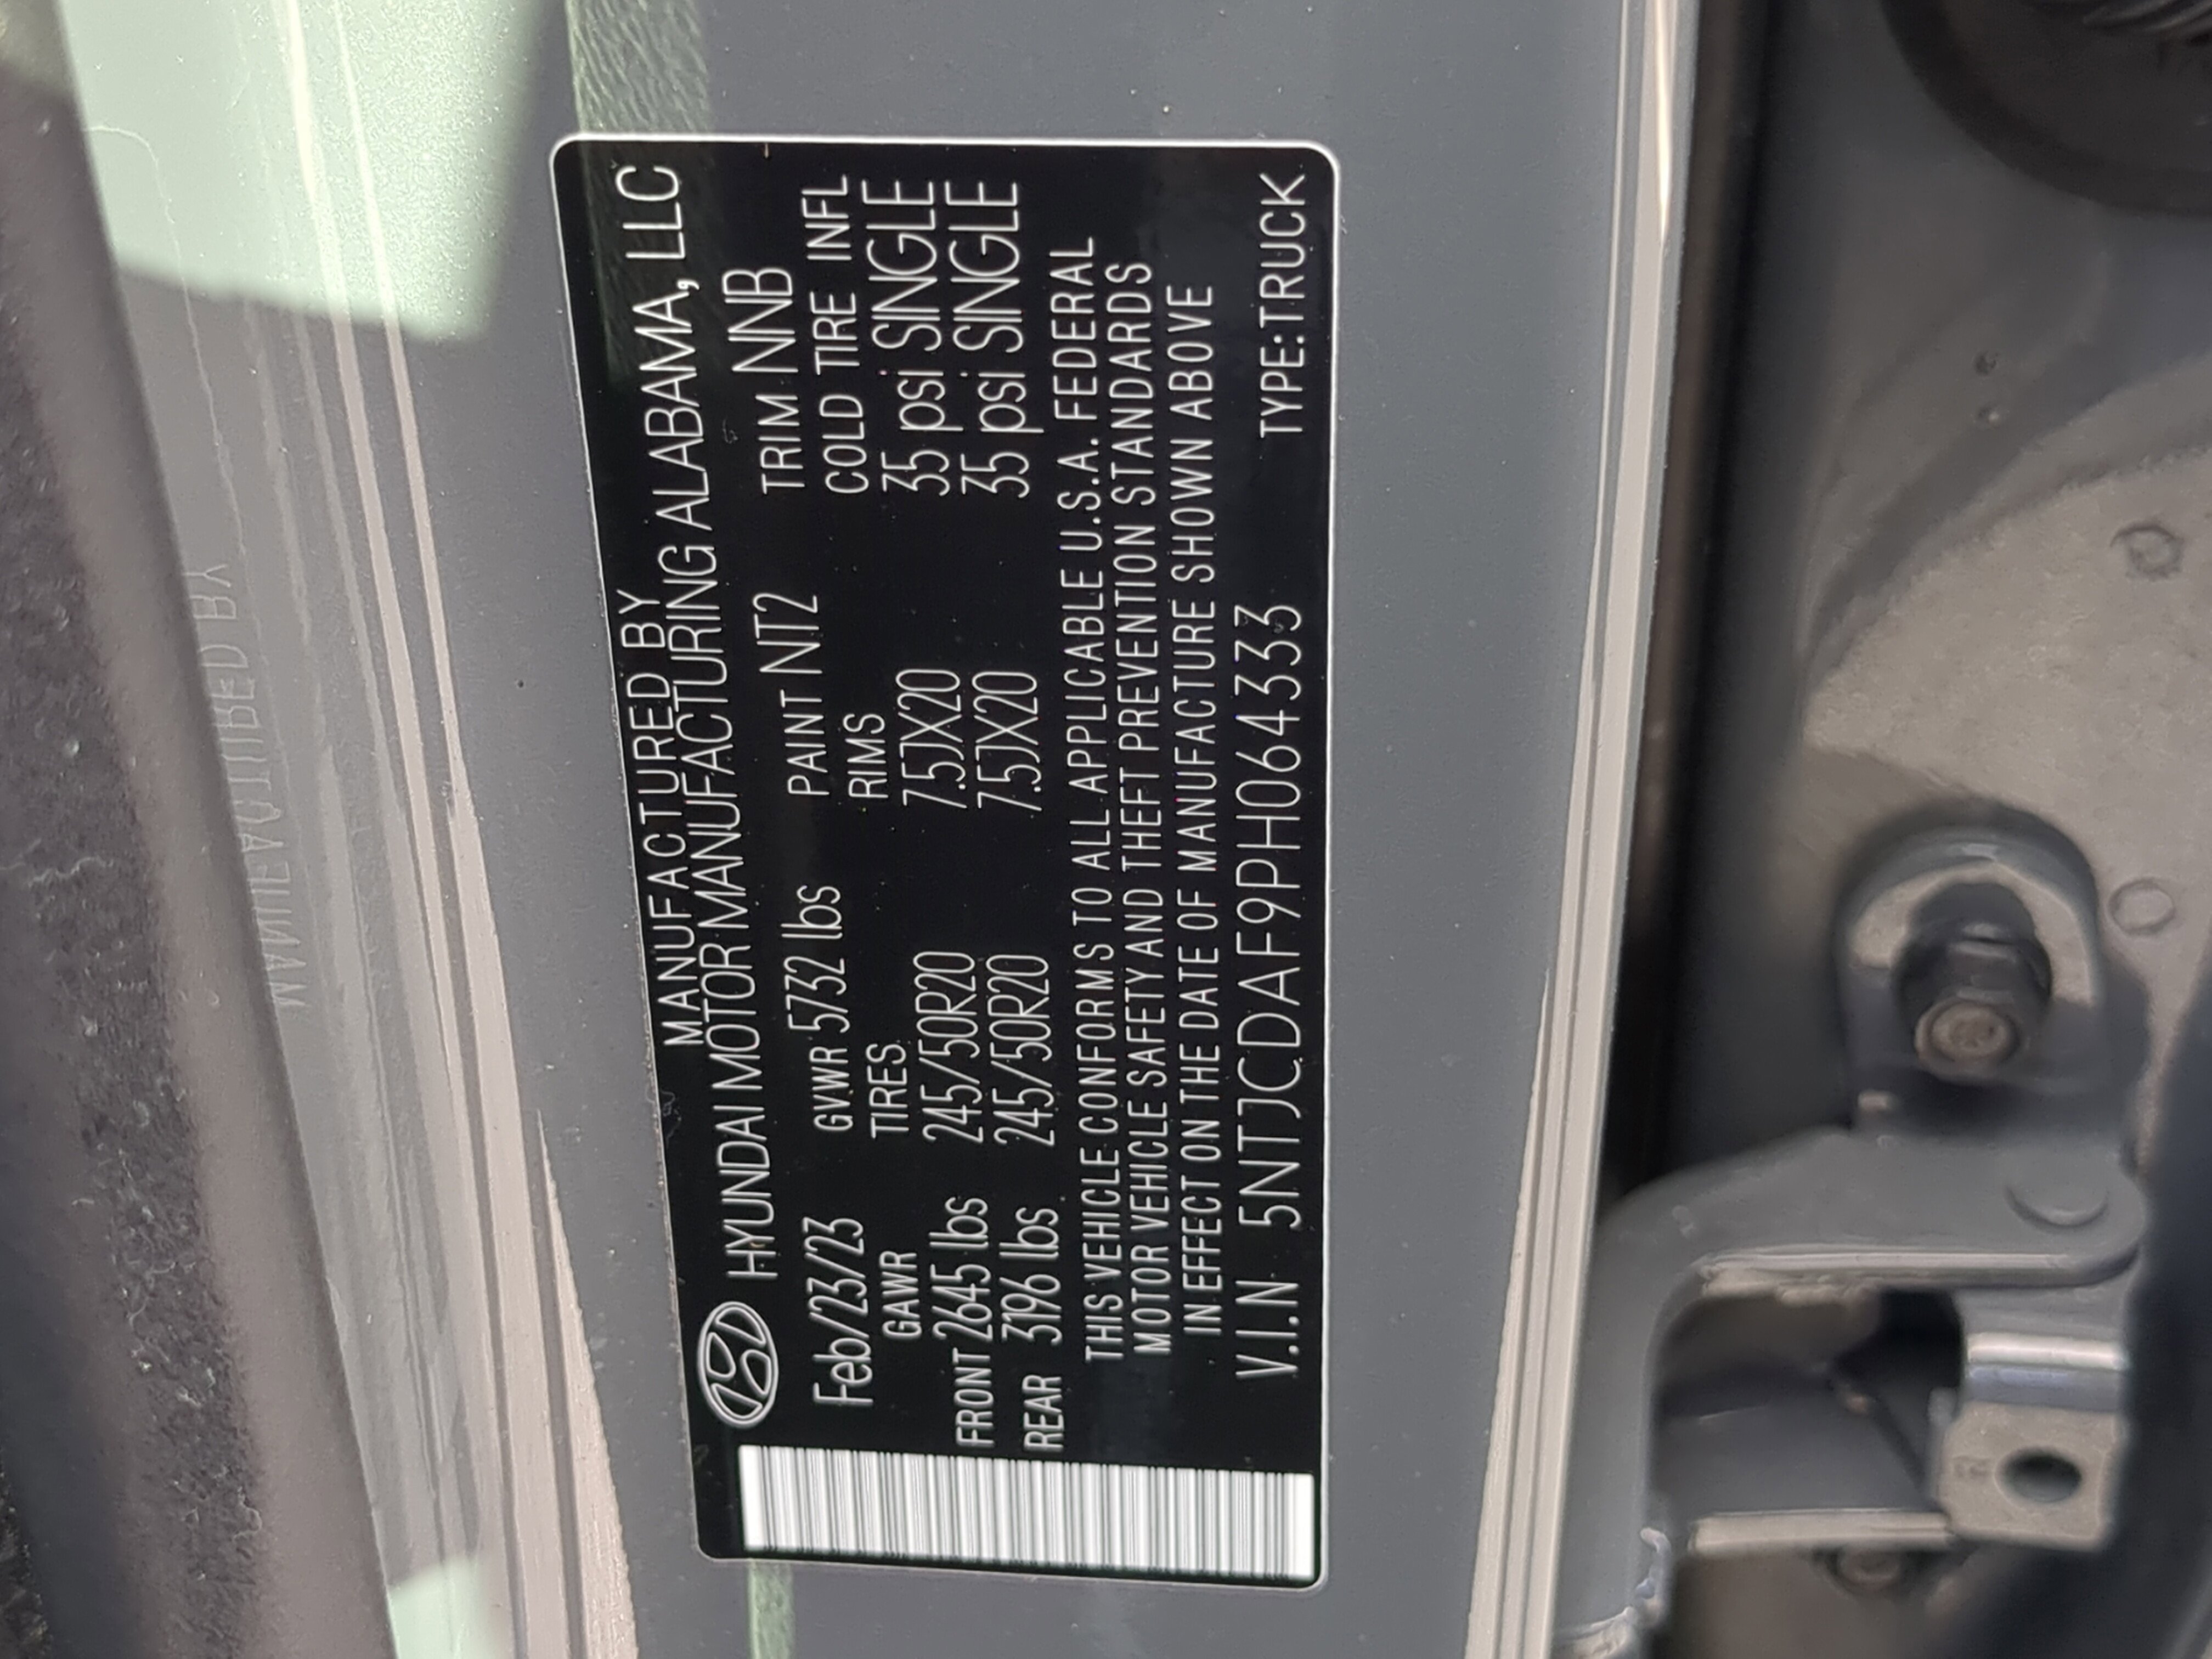 MANUFACTURED BY
HYUNDAI MOTOR MANUFACTURING ALABAMA, LLC
Feb/23/23 GVWR 5732 lbs PAINT NT2 TRIM NNB
GAWR TIRES RIMS COLD TIRE INFL
FRONT 2645 lbs 245/50R20 7.5JX20 35 psi SINGLE
REAR 3196 lbs 245/50R20 7.5JX20 35 psi SINGLE
THIS VEHICLE CONFORMS TO ALL APPLICABLE U.S.A. FEDERAL
MOTOR VEHICLE SAFETY AND THEFT PREVENTION STANDARDS
IN EFFECT ON THE DATE OF MANUFACTURE SHOWN ABOVE
V.I.N 5NTJCDAF9PH064333 TYPE:TRUCK